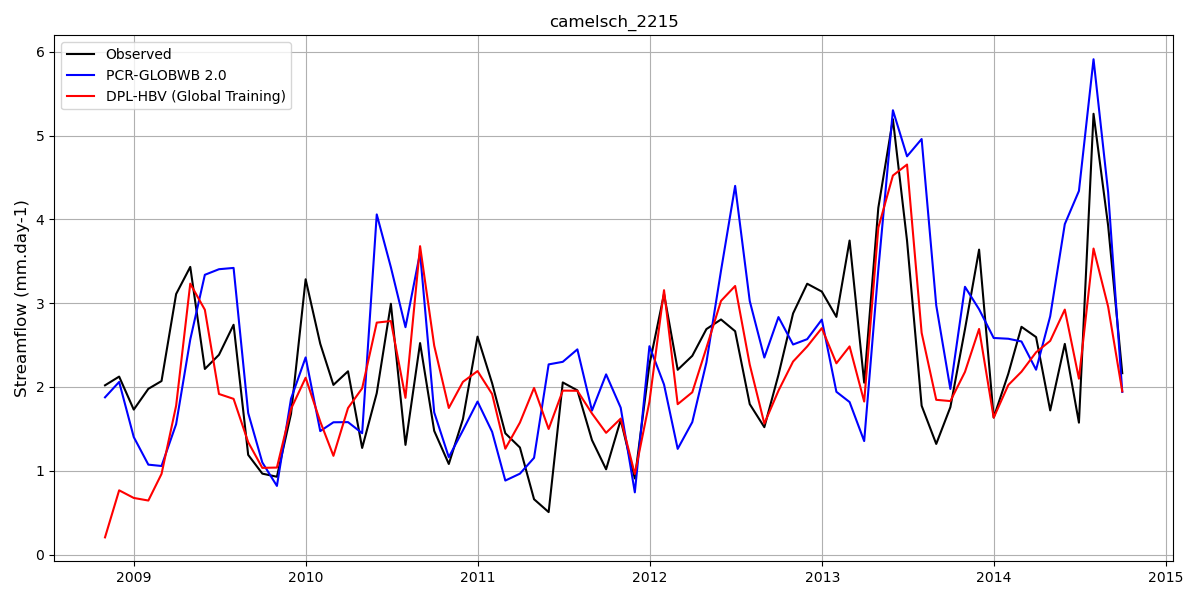 camelsch_2215
Observed
PCR-GLOBWB 2.0
DPL-HBV (Global Training)
Streamflow (mm.day-1)
6
5
4
3
2
1
0
2009 2010 2011 2012 2013 2014 2015